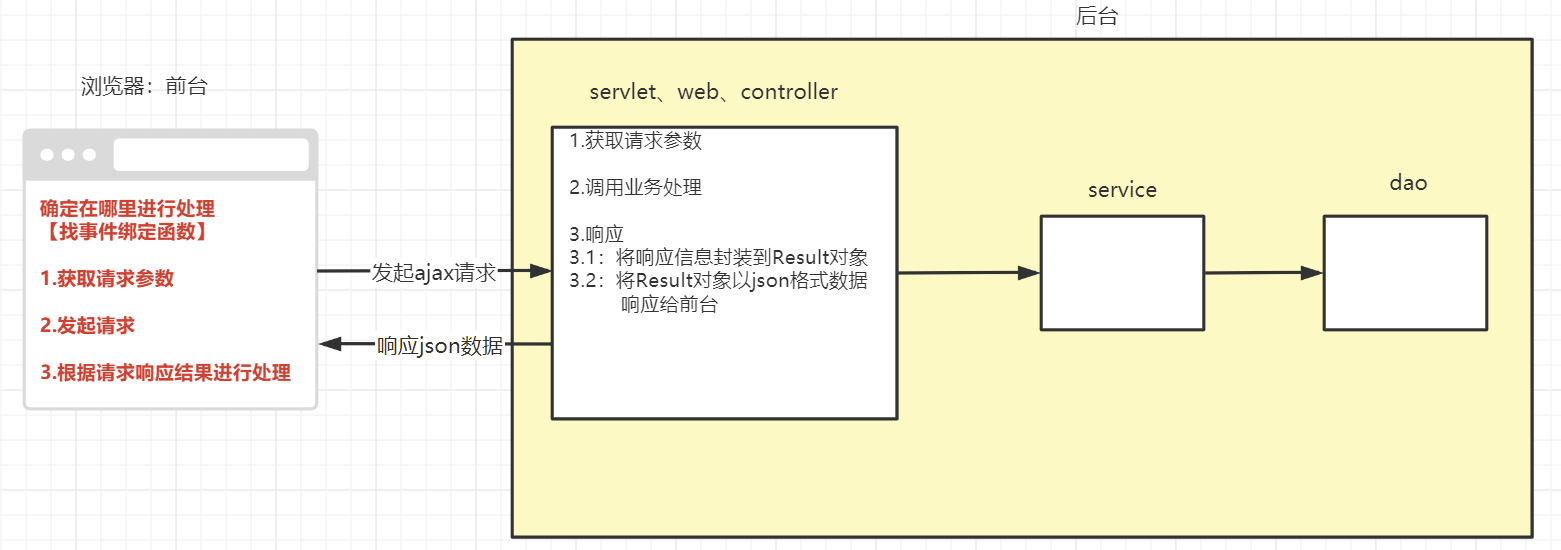 后台
浏览器：前台
servlet、web、controller
确定在哪里进行处理
【找事件绑定函数】
1.获取请求参数
2.发起请求
3.根据请求响应结果进行处理
发起ajax请求
响应json数据
1.获取请求参数
2.调用业务处理
3.响应
3.1：将响应信息封装到Result对象
3.2：将Result对象以json格式数据
响应给前台
service
dao